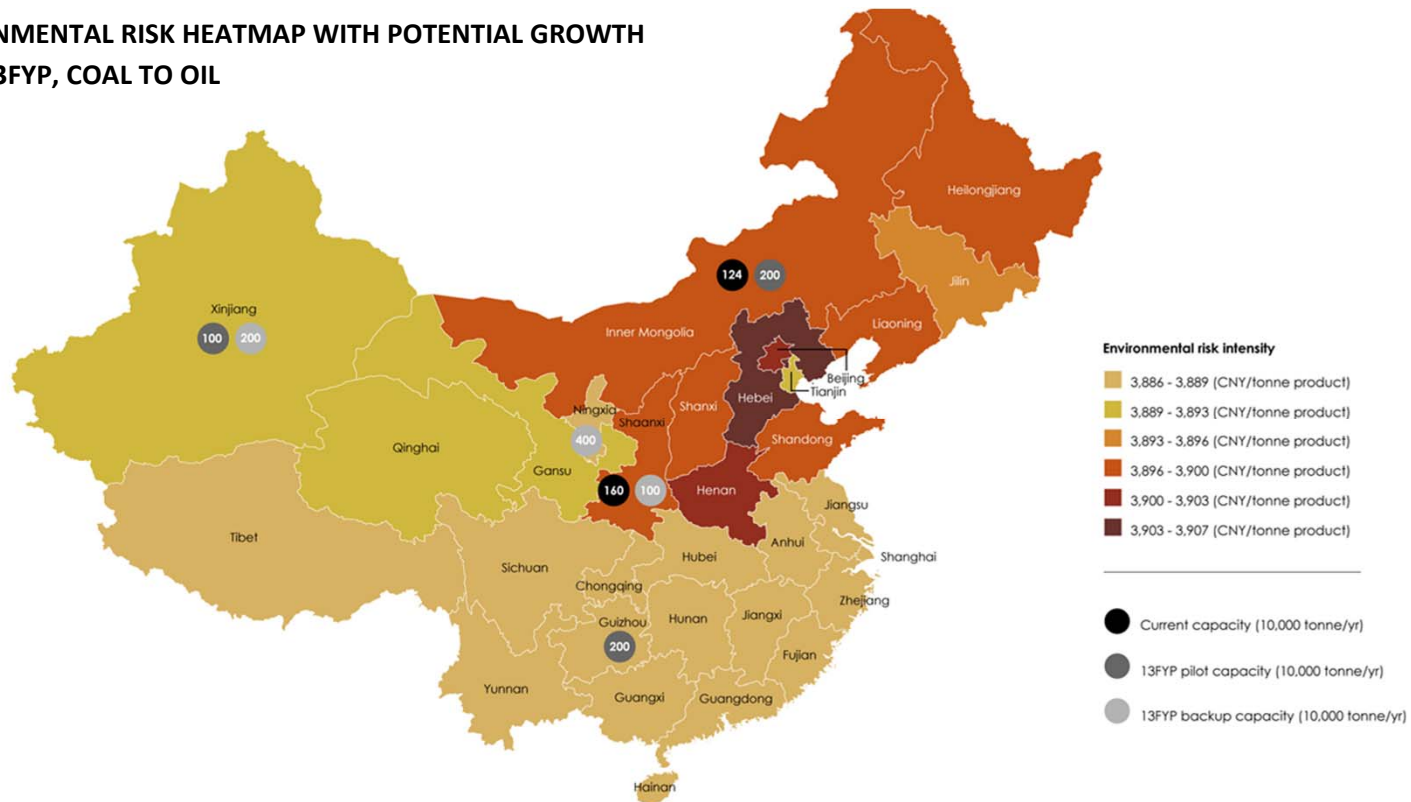 NMENTAL RISK HEATMAP WITH POTENTIAL GROWTH
FYP, COAL TO OIL
Heilongjiang
Jilin
124
200
Liaoning
Xinjiang
100
200
Inner Mongolia
Beijing
Tianjin
Hebei
Ningxia
Shaanxi
Shanxi
400
Shandong
Qinghai
Gansu
160
100
Henan
Jiangsu
Tibet
Anhui
Shanghai
Sichuan
Hubei
Chongqing
Zhejiang
Guizhou
Hunan
Jiangxi
200
Fujian
Yunnan
Guangxi
Guangdong
Hainan
Environmental risk intensity
3,886 - 3,889 (CNY/tonne product)
3,889 - 3,893 (CNY/tonne product)
3,893 - 3,896 (CNY/tonne product)
3,896 - 3,900 (CNY/tonne product)
3,900 - 3,903 (CNY/tonne product)
3,903 - 3,907 (CNY/tonne product)
Current capacity (10,000 tonne/yr)
13FYP pilot capacity (10,000 tonne/yr)
13FYP backup capacity (10,000 tonne/yr)